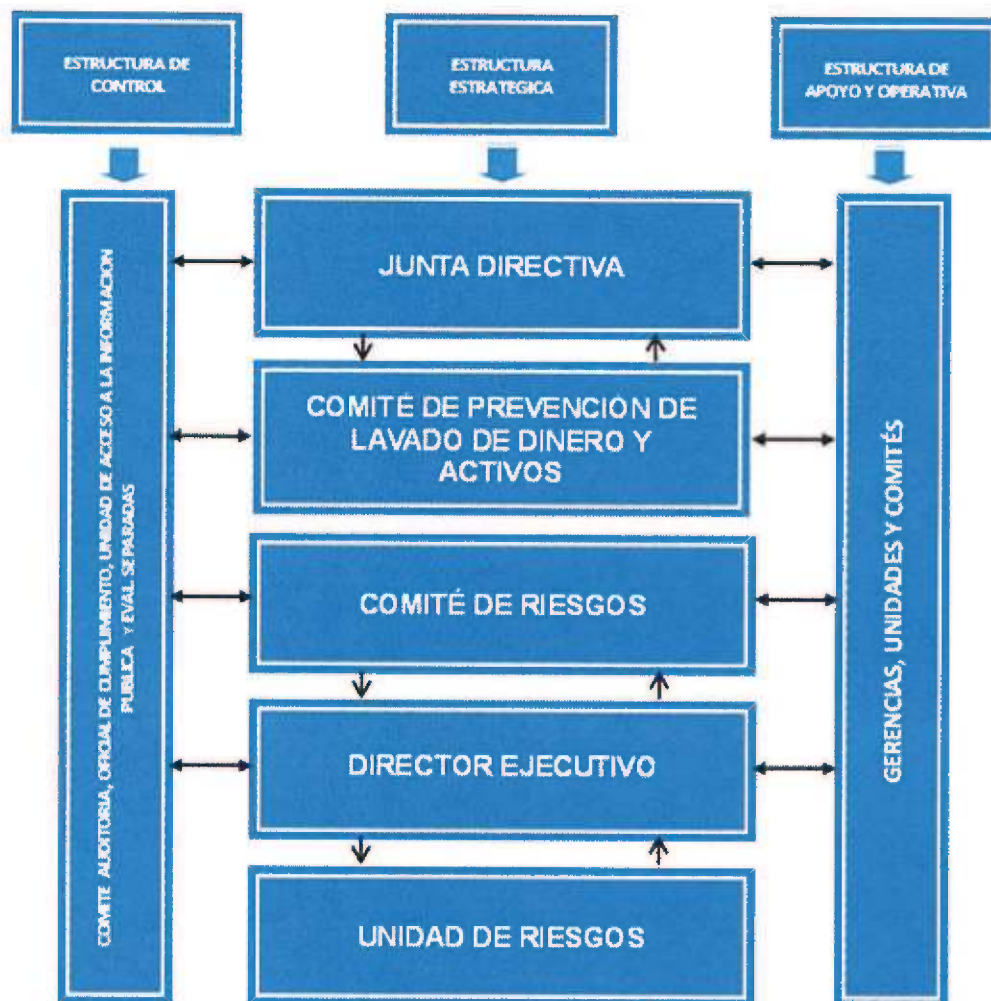 ESTRUCTURA DE
CONTROL
ESTRUCTURA
ESTRATEGICA
ESTRUCTURA DE
APOYO Y OPERATIVA
COMITE AUDITORIA, OFICIAL DE CUMPLIMIENTO, UNIDAD DE ACCESO A LA INFORMACION
PUBLICA Y EVAL SEPARADAS
JUNTA DIRECTIVA
COMITÉ DE PREVENCION DE
LAVADO DE DINERO Y
ACTIVOS
COMITÉ DE RIESGOS
DIRECTOR EJECUTIVO
UNIDAD DE RIESGOS
GERENCIAS, UNIDADES Y COMITÉS